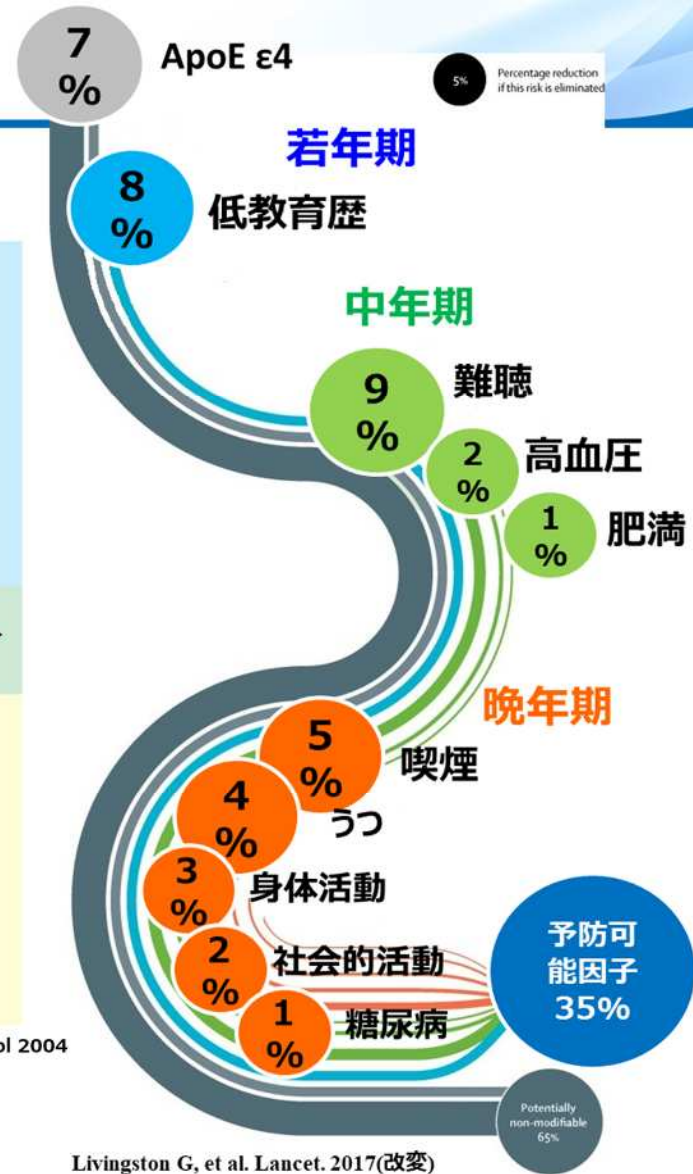 7
%
ApoE ε4
5%
Percentage reduction
if this risk is eliminated
若年期
8
%
低教育歴
中年期
9
%
難聴
2
%
高血圧
1
%
肥満
晩年期
5
%
喫煙
4
%
うつ
3
%
身体活動
2
%
社会的活動
1
%
糖尿病
予防可
能因子
35%
ol 2004
Potentially
non-modifiable
65%
Livingston G, et al. Lancet. 2017(改変)